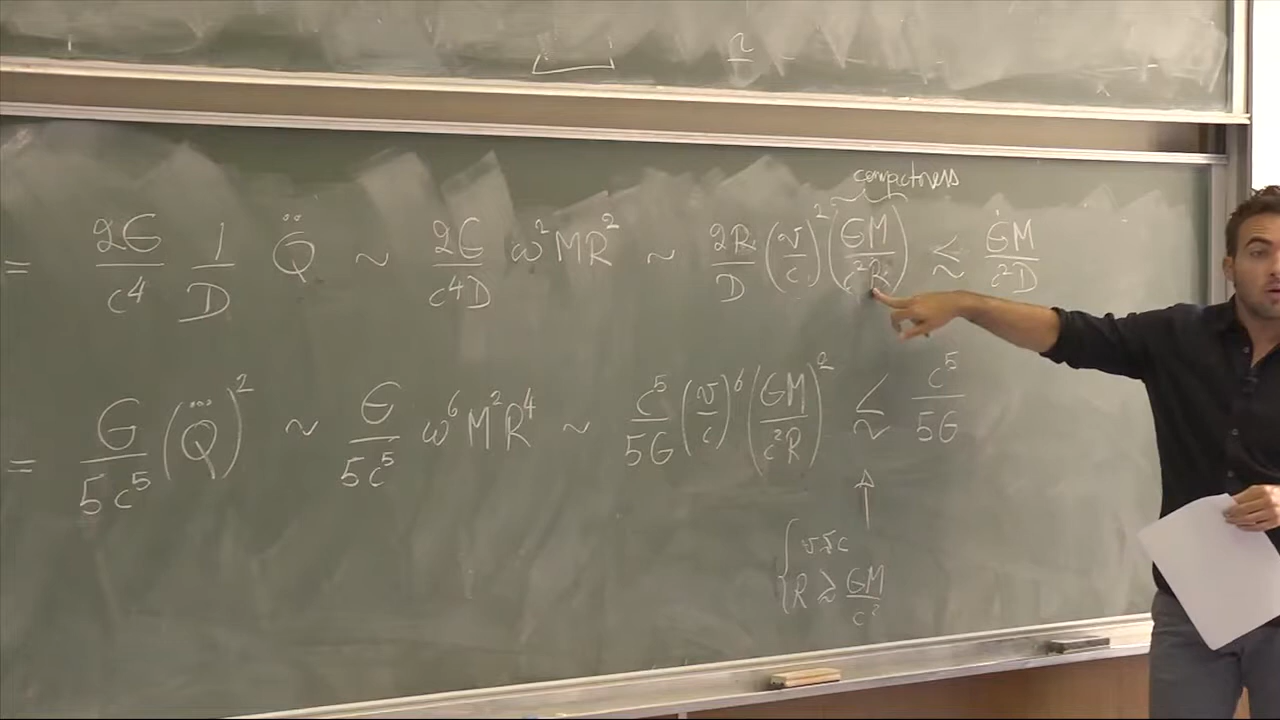 compactness
= 2G/c⁴ 1/D Q̈ ~ 2G/c⁴D ω²MR² ~ 2R/D (v/c)² (GM/c²R) ≲ GM/c²D
= G/5c⁵ (Q⃛)² ~ G/5c⁵ ω⁶M²R⁴ ~ c⁵/5G (v/c)⁶ (GM/c²R)² ≲ c⁵/5G
{ v ≲ c
R ≳ GM/c²